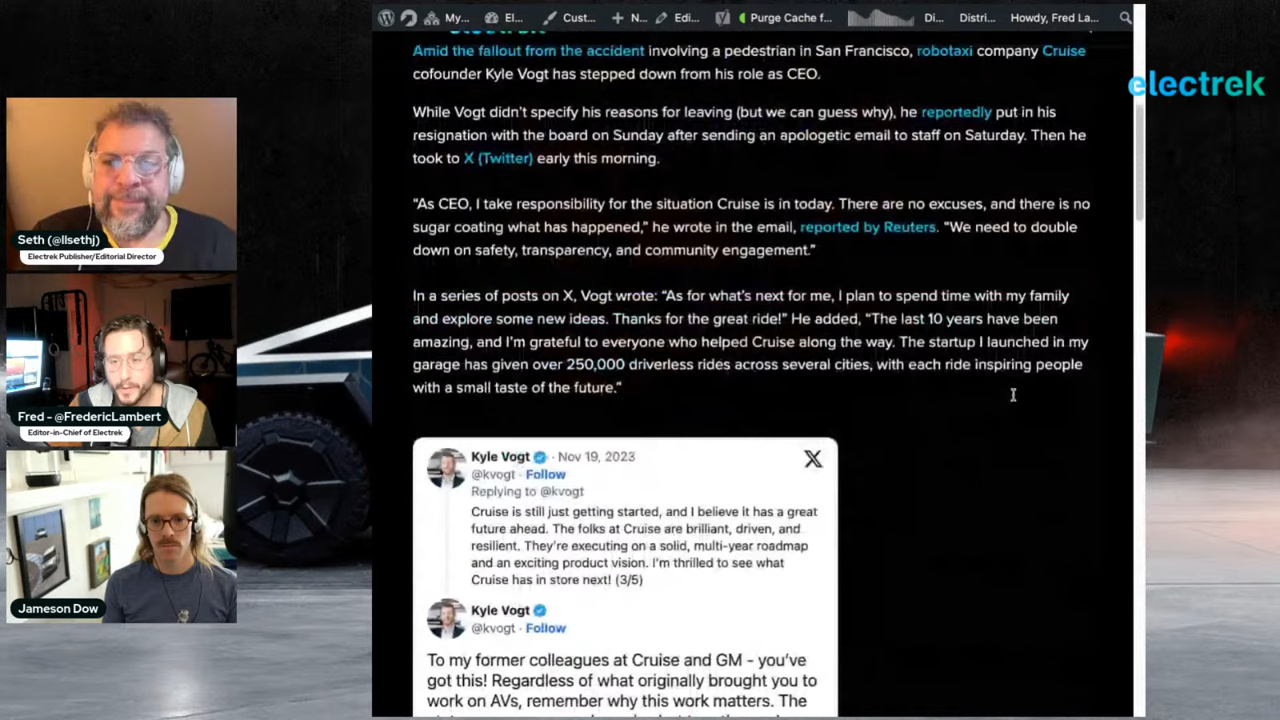 My...
El...
Cust...
N...
Edi...
Purge Cache f...
Di...
Distri...
Howdy, Fred La...
electrek
Amid the fallout from the accident involving a pedestrian in San Francisco, robotaxi company Cruise
cofounder Kyle Vogt has stepped down from his role as CEO.
While Vogt didn't specify his reasons for leaving (but we can guess why), he reportedly put in his
resignation with the board on Sunday after sending an apologetic email to staff on Saturday. Then he
took to X (Twitter) early this morning.
“As CEO, I take responsibility for the situation Cruise is in today. There are no excuses, and there is no
sugar coating what has happened,” he wrote in the email, reported by Reuters. “We need to double
down on safety, transparency, and community engagement.”
In a series of posts on X, Vogt wrote: “As for what's next for me, I plan to spend time with my family
and explore some new ideas. Thanks for the great ride!” He added, “The last 10 years have been
amazing, and I'm grateful to everyone who helped Cruise along the way. The startup I launched in my
garage has given over 250,000 driverless rides across several cities, with each ride inspiring people
with a small taste of the future.”
Kyle Vogt · Nov 19, 2023
@kvogt · Follow
Replying to @kvogt
Cruise is still just getting started, and I believe it has a great
future ahead. The folks at Cruise are brilliant, driven, and
resilient. They're executing on a solid, multi-year roadmap
and an exciting product vision. I'm thrilled to see what
Cruise has in store next! (3/5)
Kyle Vogt
@kvogt · Follow
To my former colleagues at Cruise and GM - you've
got this! Regardless of what originally brought you to
work on AVs, remember why this work matters. The
Seth (@llsethj)
Electrek Publisher/Editorial Director
Fred - @FredericLambert
Editor-in-Chief of Electrek
Jameson Dow